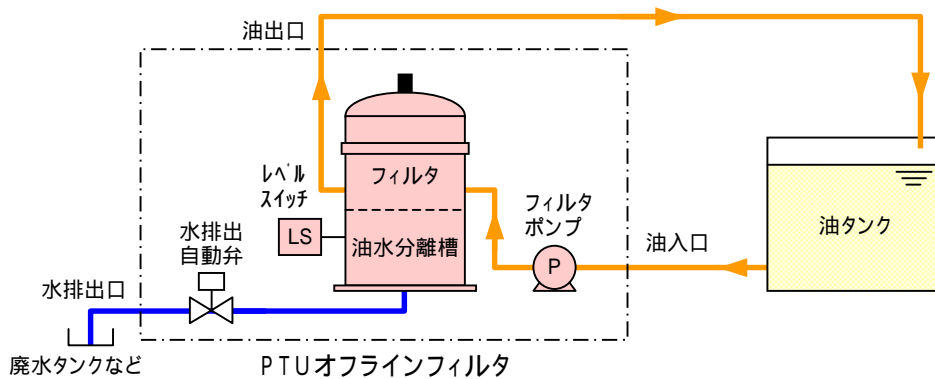 油出口
レベル
スイッチ
フィルタ
LS
油水分離槽
フィルタ
ポンプ
P
油入口
油タンク
水排出
自動弁
水排出口
廃水タンクなど
PTUオフラインフィルタ